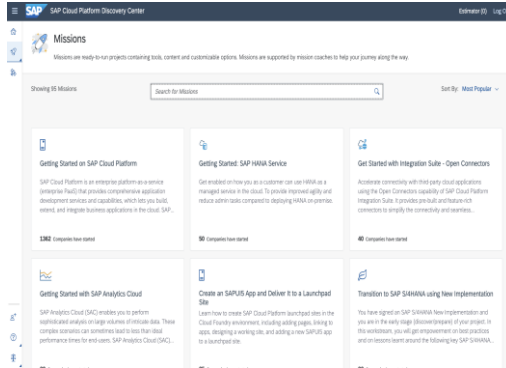 SAP SAP Cloud Platform Discovery Center Estimator (0) Log O
Missions
Missions are ready-to-run projects containing tools, content and customizable options. Missions are supported by mission coaches to help your journey along the way.
Showing 85 Missions Search for Missions Sort By: Most Popular
Getting Started on SAP Cloud Platform
SAP Cloud Platform is an enterprise platform-as-a-service
(enterprise PaaS) that provides comprehensive application
development services and capabilities, which lets you build,
extend, and integrate business applications in the cloud. SAP...
1362 Companies have started
Getting Started: SAP HANA Service
Get enabled on how you as a customer can use HANA as a
managed service in the cloud. To provide improved agility and
reduce admin tasks compared to deploying HANA on-premise.
50 Companies have started
Get Started with Integration Suite - Open Connectors
Accelerate connectivity with third-party cloud applications
using the Open Connectors capability of SAP Cloud Platform
Integration Suite. It provides pre-built and feature-rich
connectors to simplify the connectivity and seamless...
40 Companies have started
Getting Started with SAP Analytics Cloud
SAP Analytics Cloud (SAC) enables you to perform
sophisticated analysis on large volumes of intricate data. These
complex scenarios can sometimes lead to less than ideal
performance times for end-users. SAP Analytics Cloud (SAC)...
Create an SAPUI5 App and Deliver it to a Launchpad
Site
Learn how to create SAP Cloud Platform launchpad sites in the
Cloud Foundry environment, including adding pages, linking to
apps, designing a working site, and adding a new SAPUI5 app
to a launchpad site.
Transition to SAP S/4HANA using New Implementation
You have signed an SAP S/4HANA New Implementation and
you are in the early stage (discover/prepare) of your project. In
this workstream, you will get empowerment on best practices
and on lessons learnt around the following key SAP S/4HANA...